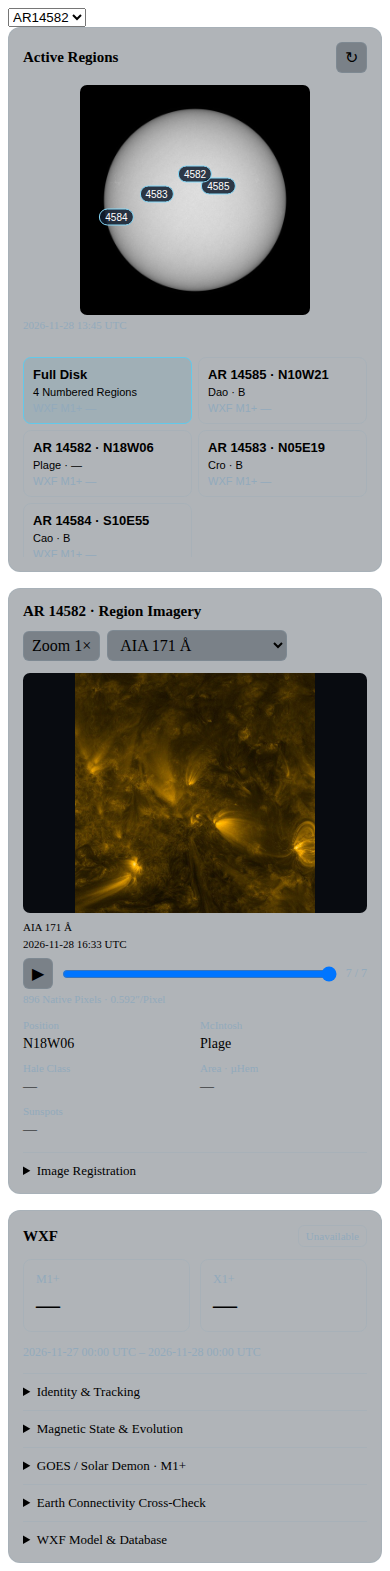 AR14582
Active Regions
↻
4582
4585
4583
4584
2026-11-28 13:45 UTC
Full Disk
4 Numbered Regions
WXF M1+ —
AR 14585 · N10W21
Dao · B
WXF M1+ —
AR 14582 · N18W06
Plage · —
WXF M1+ —
AR 14583 · N05E19
Cro · B
WXF M1+ —
AR 14584 · S10E55
Cao · B
WXF M1+ —
AR 14582 · Region Imagery
Zoom 1×
AIA 171 Å
AIA 171 Å
2026-11-28 16:33 UTC
7 / 7
Native Pixels ·
Position
McIntosh
N18W06
Plage
Hale Class
Area · μHem
—
—
Sunspots
—
Image Registration
WXF
Unavailable
M1+
X1+
—
—
2026-11-27 00:00 UTC – 2026-11-28 00:00 UTC
Identity & Tracking
Magnetic State & Evolution
GOES / Solar Demon · M1+
Earth Connectivity Cross-Check
WXF Model & Database